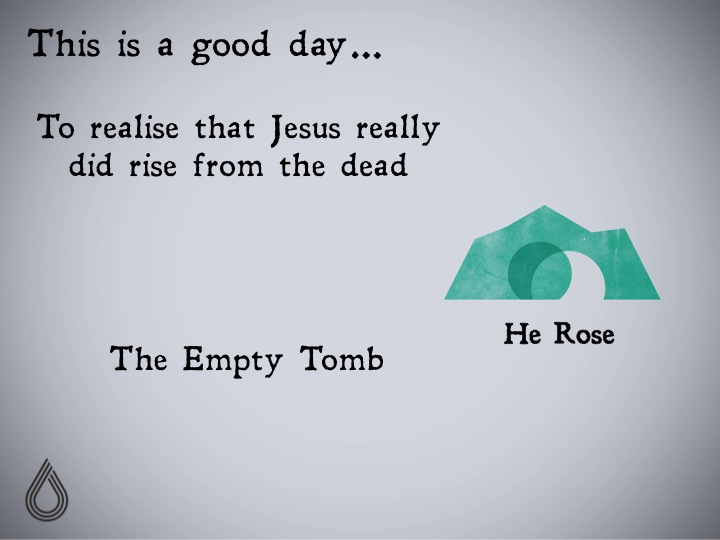 This is a good day...
To realise that Jesus really
did rise from the dead
He Rose
The Empty Tomb